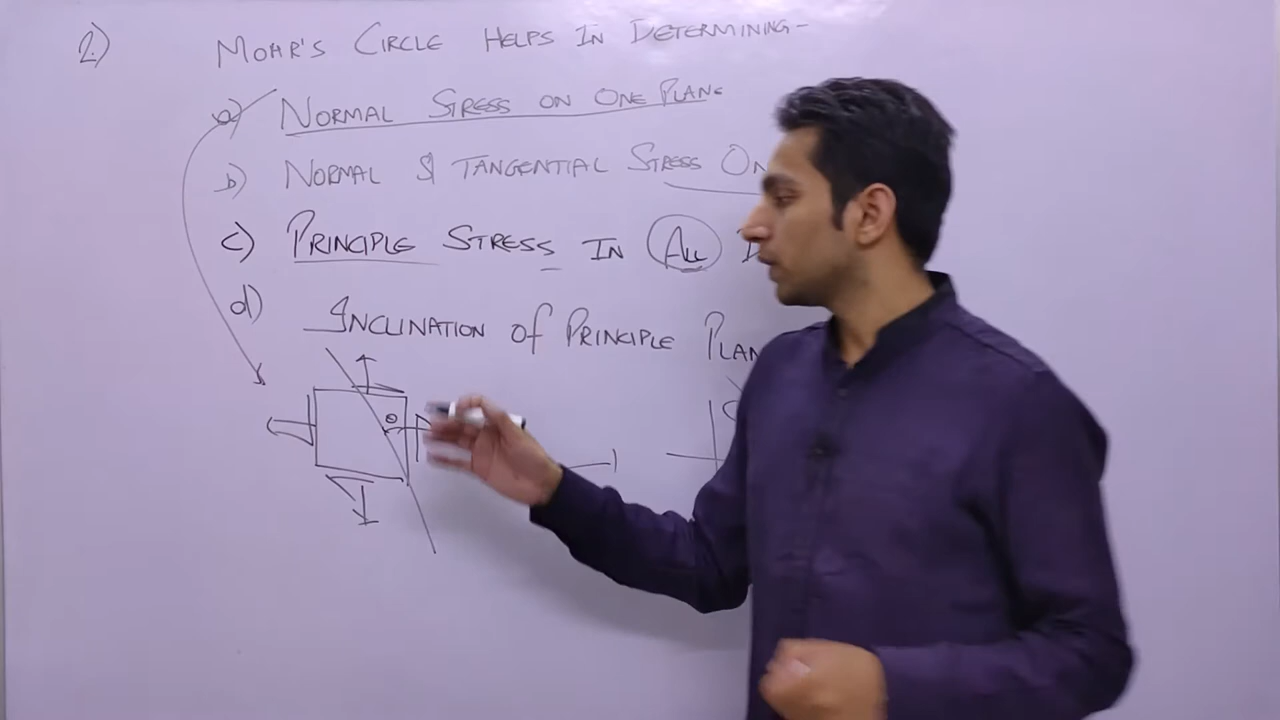 2.) MOHR'S CIRCLE HELPS IN DETERMINING-
a) NORMAL STRESS ON ONE PLANE
b) NORMAL & TANGENTIAL STRESS ON
c) PRINCIPLE STRESS IN ALL D
d) INCLINATION OF PRINCIPLE PLAN
θ